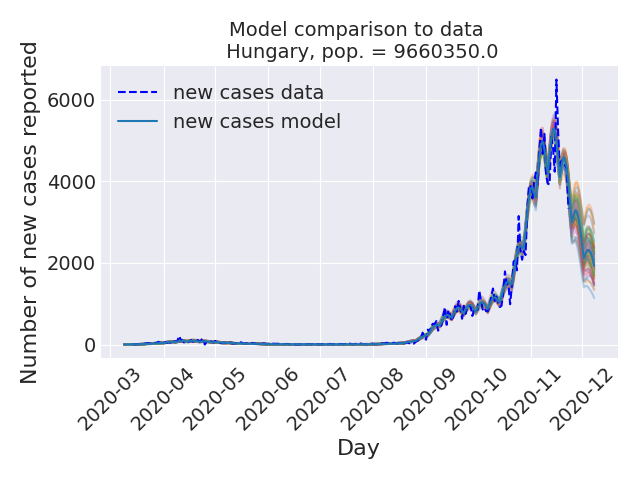 Model comparison to data
Hungary, pop. = 9660350.0
new cases data
new cases model
Number of new cases reported
6000
4000
2000
0
2020-03
2020-04
2020-05
2020-06
2020-07
2020-08
2020-09
2020-10
2020-11
2020-12
Day